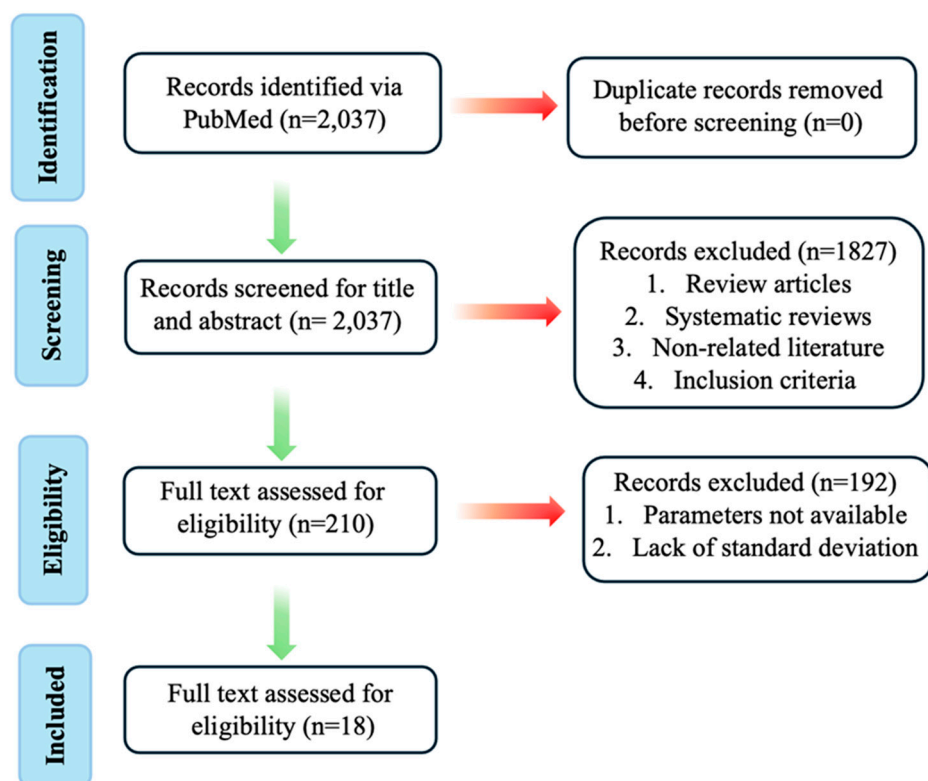 Identification
Records identified via
PubMed (n=2,037)
Duplicate records removed
before screening (n=0)
Screening
Records screened for title
and abstract (n= 2,037)
Records excluded (n=1827)
1. Review articles
2. Systematic reviews
3. Non-related literature
4. Inclusion criteria
Eligibility
Full text assessed for
eligibility (n=210)
Records excluded (n=192)
1. Parameters not available
2. Lack of standard deviation
Included
Full text assessed for
eligibility (n=18)